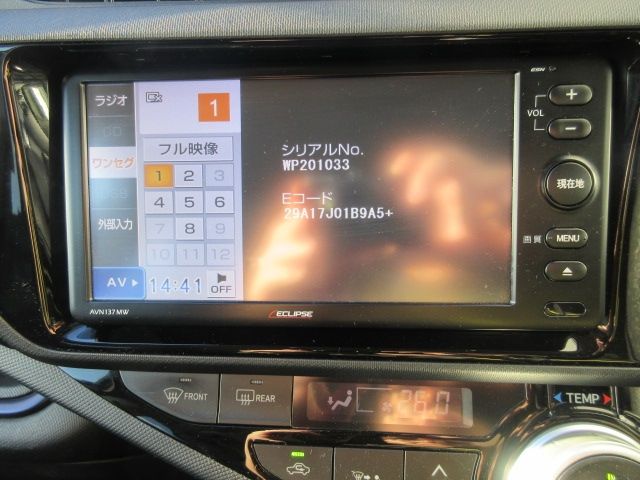 ESN
ラジオ
1
VOL
+
CD
フル映像
シリアルNo.
WP201033
ワンセグ
1 2 3
現在地
4 5 6
Eコード
29A17J01B9A5+
外部入力
7 8 9
画質 MENU
10 11 12
AV
14:41
OFF
AVN137MW
ECLIPSE
FRONT
REAR
26.0
TEMP